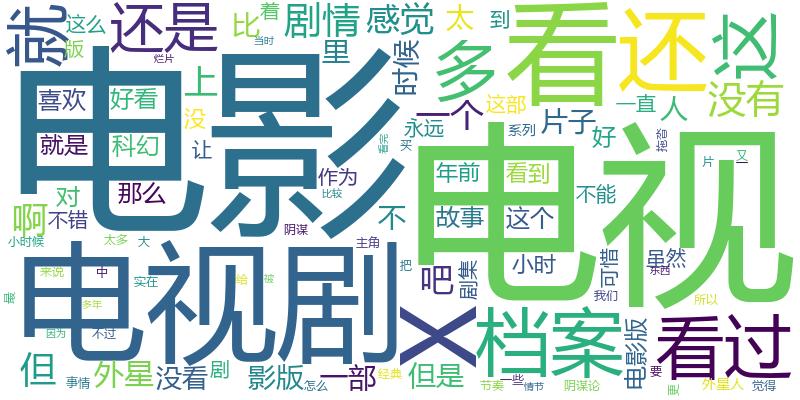 就
这么
版
还是
烂片
比
着
当时
剧情
里
感觉
时候
太
到
多
看
还
这
电影
喜欢
好看
上
没
就是
科幻
让
那么
对
啊
不错
小时候
太多
大
作为
比较
阴谋
不
看完
买
一个
永远
这部
系列
片子
好
一直
人
没有
拖沓
片
又
电视
年前
看到
故事
这个
不能
小时
可惜
虽然
东西
我们
所以
电视剧
来说
中
实在
给
被
主角
把
最
多年
因为
不过
吧
剧集
X
档案
电影版
看过
但
事情
外星
没看
剧
影版
怎么
一部
经典
但是
节奏
一些
情节
阴谋论
要
更
外星人
觉得